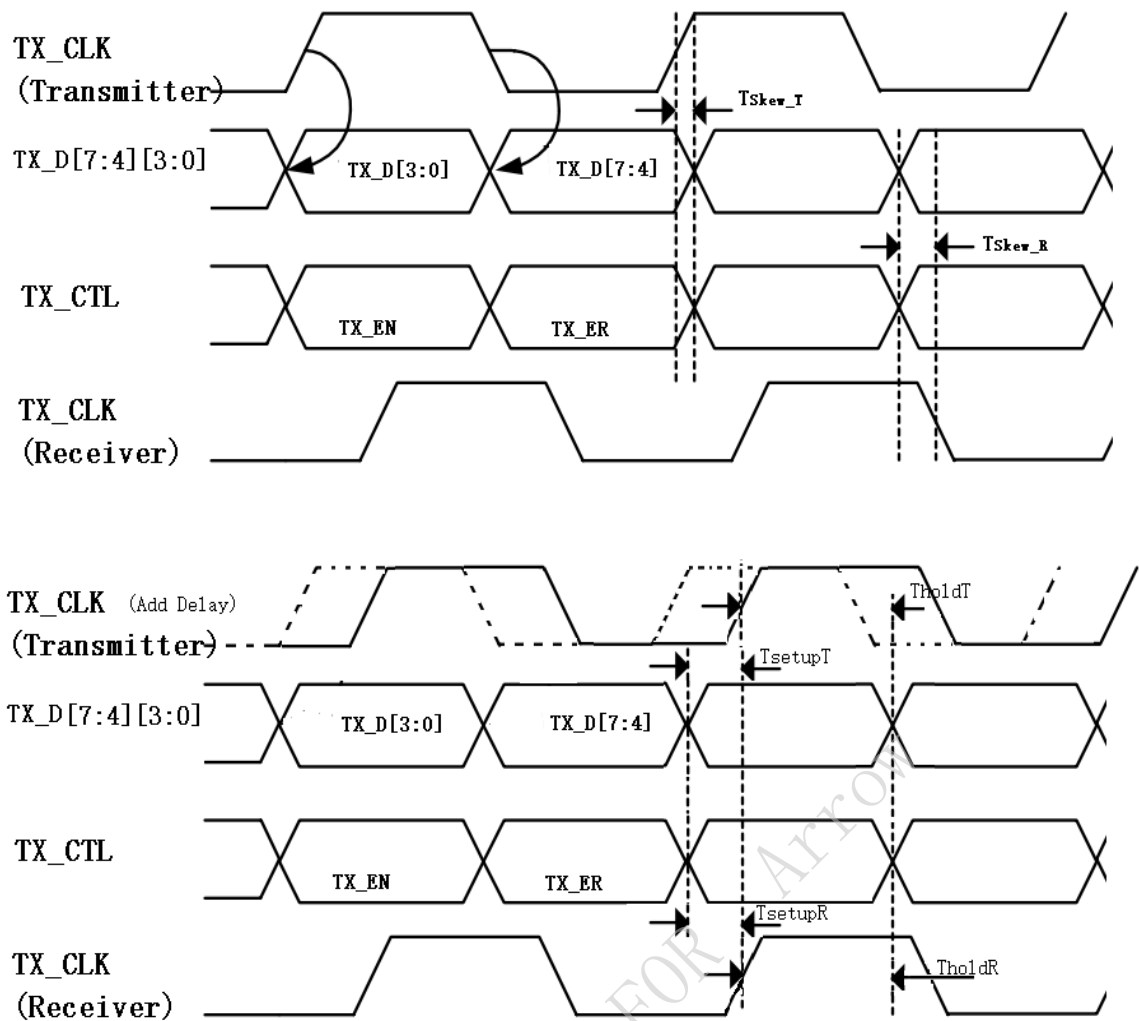 TX_CLK
(Transmitter)
Tskew_T
TX_D[7:4][3:0]
TX_D[3:0]
TX_D[7:4]
Tskew_R
TX_CTL
TX_EN
TX_ER
TX_CLK
(Receiver)
TX_CLK (Add Delay)
(Transmitter)
TholdT
TsetupT
TX_D[7:4][3:0]
TX_D[3:0]
TX_D[7:4]
TX_CTL
TX_EN
TX_ER
TsetupR
TX_CLK
(Receiver)
TholdR
FOR Arrow